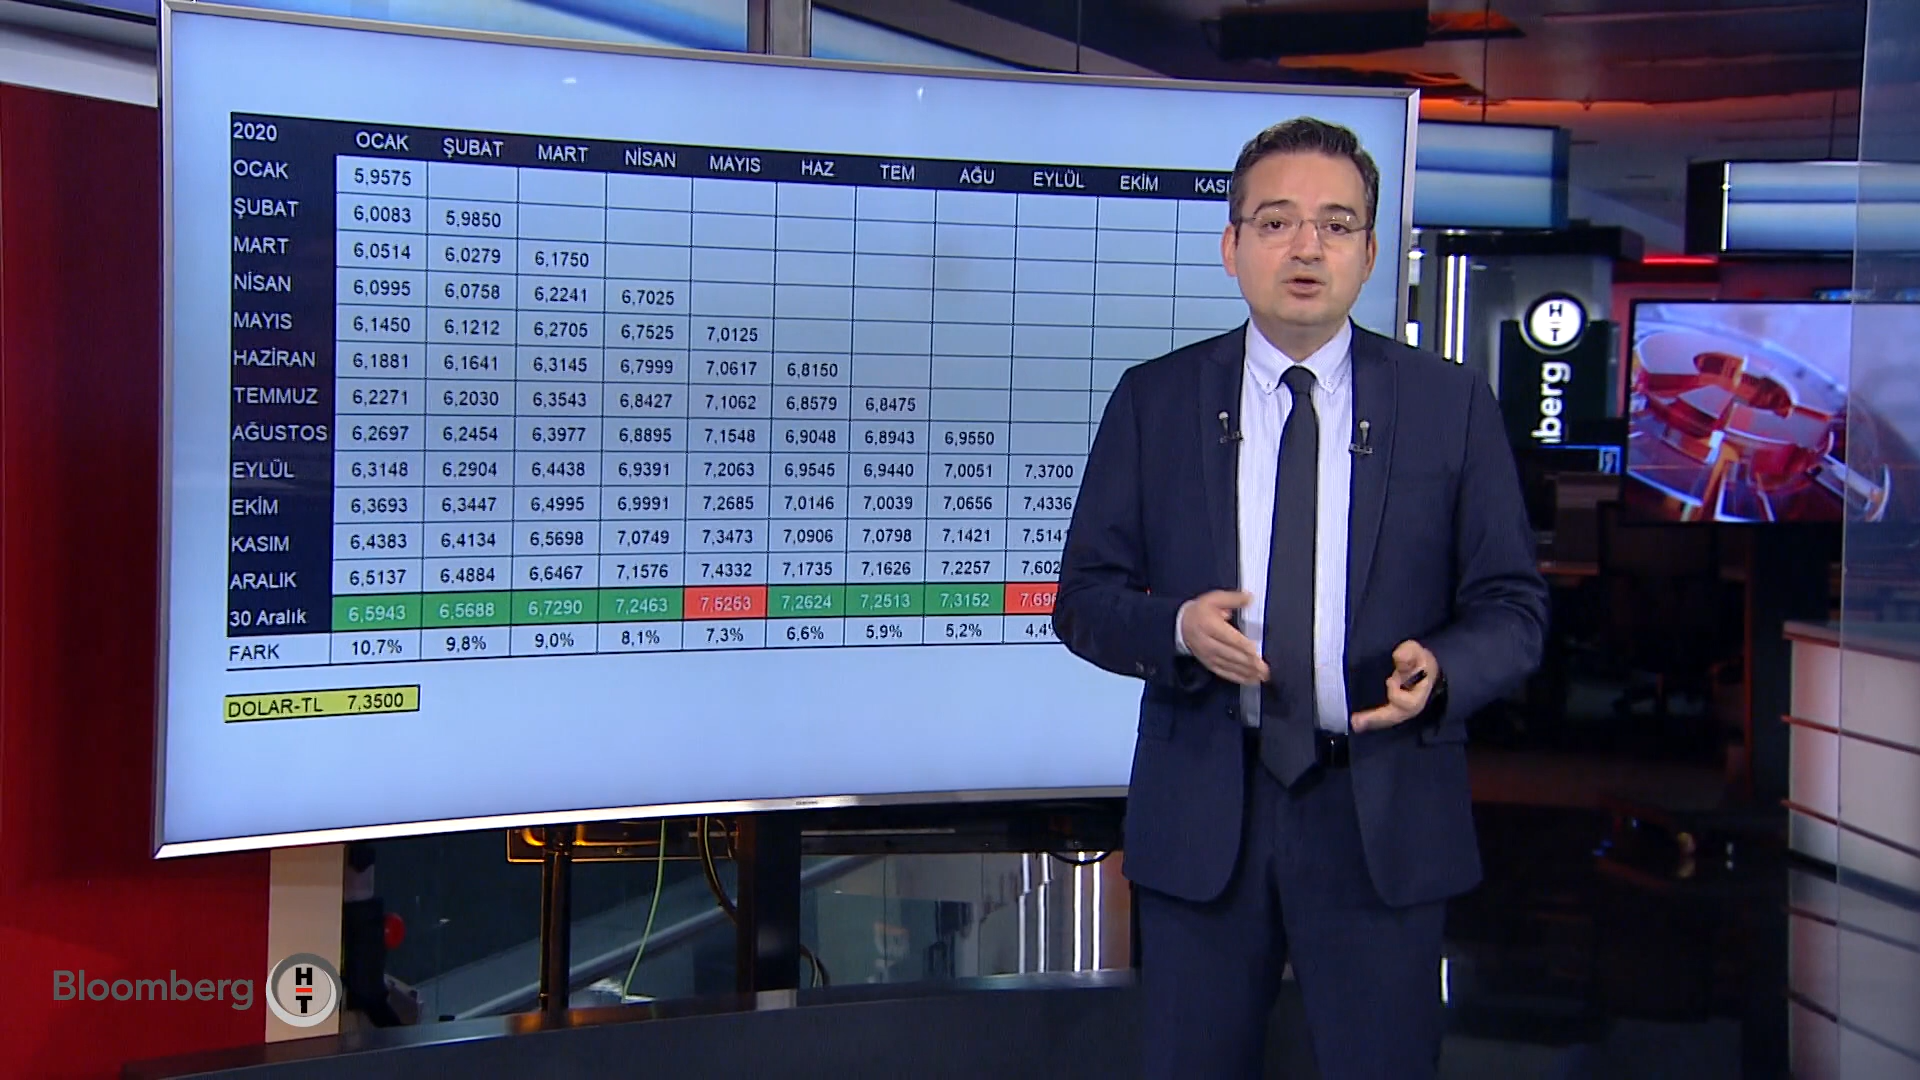 2020 OCAK ŞUBAT MART NİSAN MAYIS HAZ TEM AĞU EYLÜL EKİM
OCAK 5,9575
ŞUBAT 6,0083 5,9850
MART 6,0514 6,0279 6,1750
NİSAN 6,0995 6,0758 6,2241 6,7025
MAYIS 6,1450 6,1212 6,2705 6,7525 7,0125
HAZİRAN 6,1881 6,1641 6,3145 6,7999 7,0617 6,8150
TEMMUZ 6,2271 6,2030 6,3543 6,8427 7,1062 6,8579 6,8475
AĞUSTOS 6,2697 6,2454 6,3977 6,8895 7,1548 6,9048 6,8943 6,9550
EYLÜL 6,3148 6,2904 6,4438 6,9391 7,2063 6,9545 6,9440 7,0051 7,3700
EKİM 6,3693 6,3447 6,4995 6,9991 7,2685 7,0146 7,0039 7,0656 7,4336
KASIM 6,4383 6,4134 6,5698 7,0749 7,3473 7,0906 7,0798 7,1421 7,514
ARALIK 6,5137 6,4884 6,6467 7,1576 7,4332 7,1735 7,1626 7,2257 7,602
30 Aralık 6,5943 6,5688 6,7290 7,2463 7,5253 7,2624 7,2513 7,3152 7,69
FARK 10,7% 9,8% 9,0% 8,1% 7,3% 6,6% 5,9% 5,2% 4,4%
DOLAR-TL 7,3500
H-T
berg
Bloomberg H-T